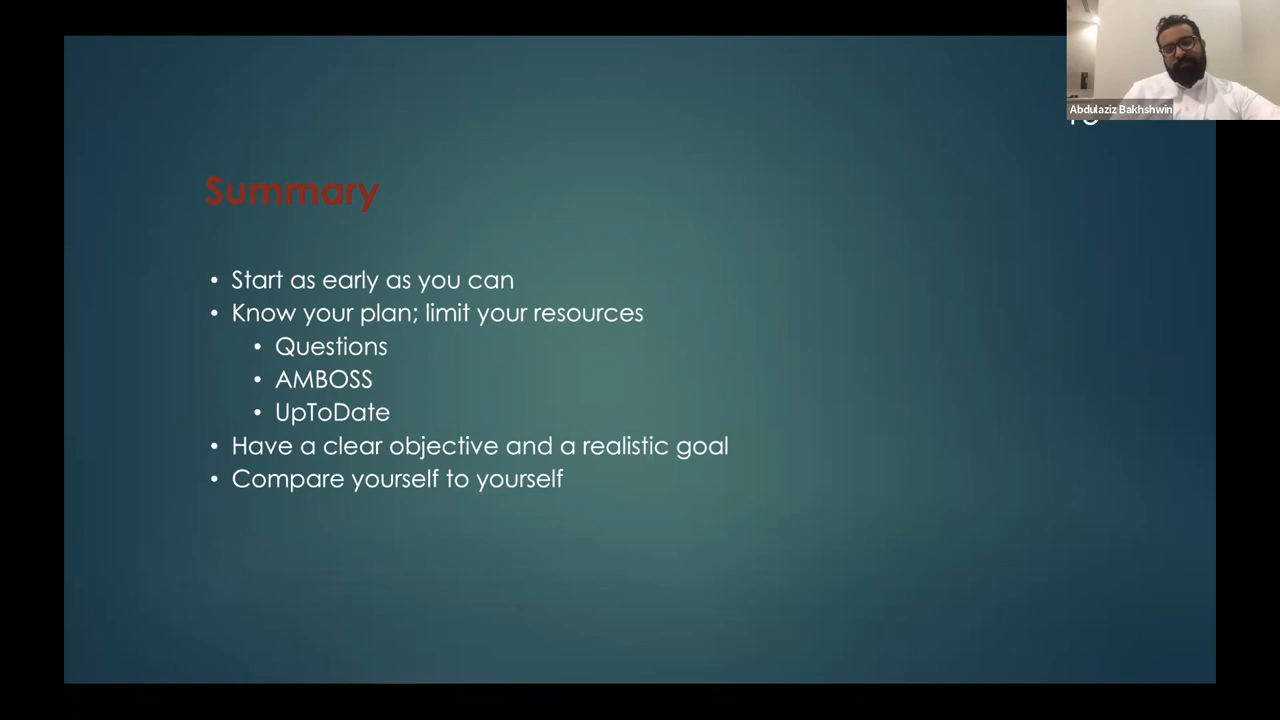 Abdulaziz Bakhshwin
Summary
• Start as early as you can
• Know your plan; limit your resources
• Questions
• AMBOSS
• UpToDate
• Have a clear objective and a realistic goal
• Compare yourself to yourself